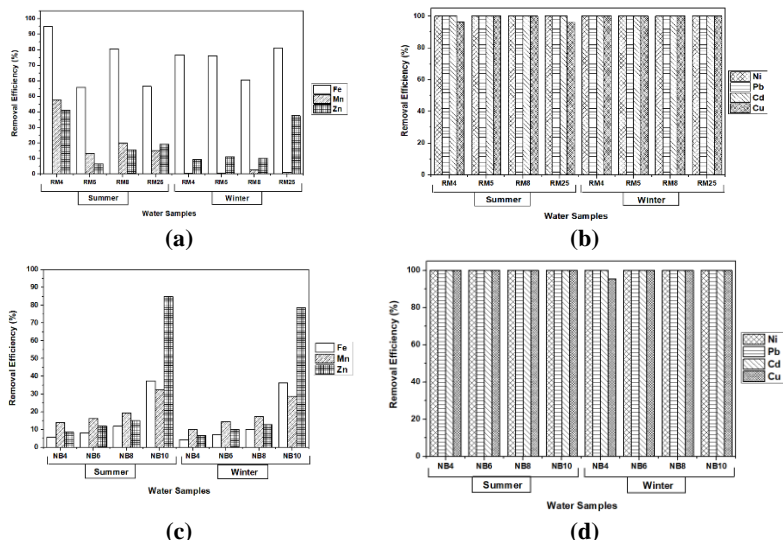 Removal Efficiency (%)
100
90
80
70
60
50
40
30
20
10
0
Fe
Mn
Zn
RM4 RM5 RM8 RM25 RM4 RM5 RM8 RM25
Summer Winter
Water Samples
(a)
Removal Efficiency (%)
100
80
60
40
20
0
Ni
Pb
Cd
Cu
RM4 RM5 RM8 RM25 RM4 RM5 RM8 RM25
Summer Winter
Water Samples
(b)
Removal Efficiency (%)
100
90
80
70
60
50
40
30
20
10
0
Fe
Mn
Zn
NB4 NB6 NB8 NB10 NB4 NB6 NB8 NB10
Summer Winter
Water Samples
(c)
Removal Efficiency (%)
100
80
60
40
20
0
Ni
Pb
Cd
Cu
NB4 NB6 NB8 NB10 NB4 NB6 NB8 NB10
Summer Winter
Water Samples
(d)